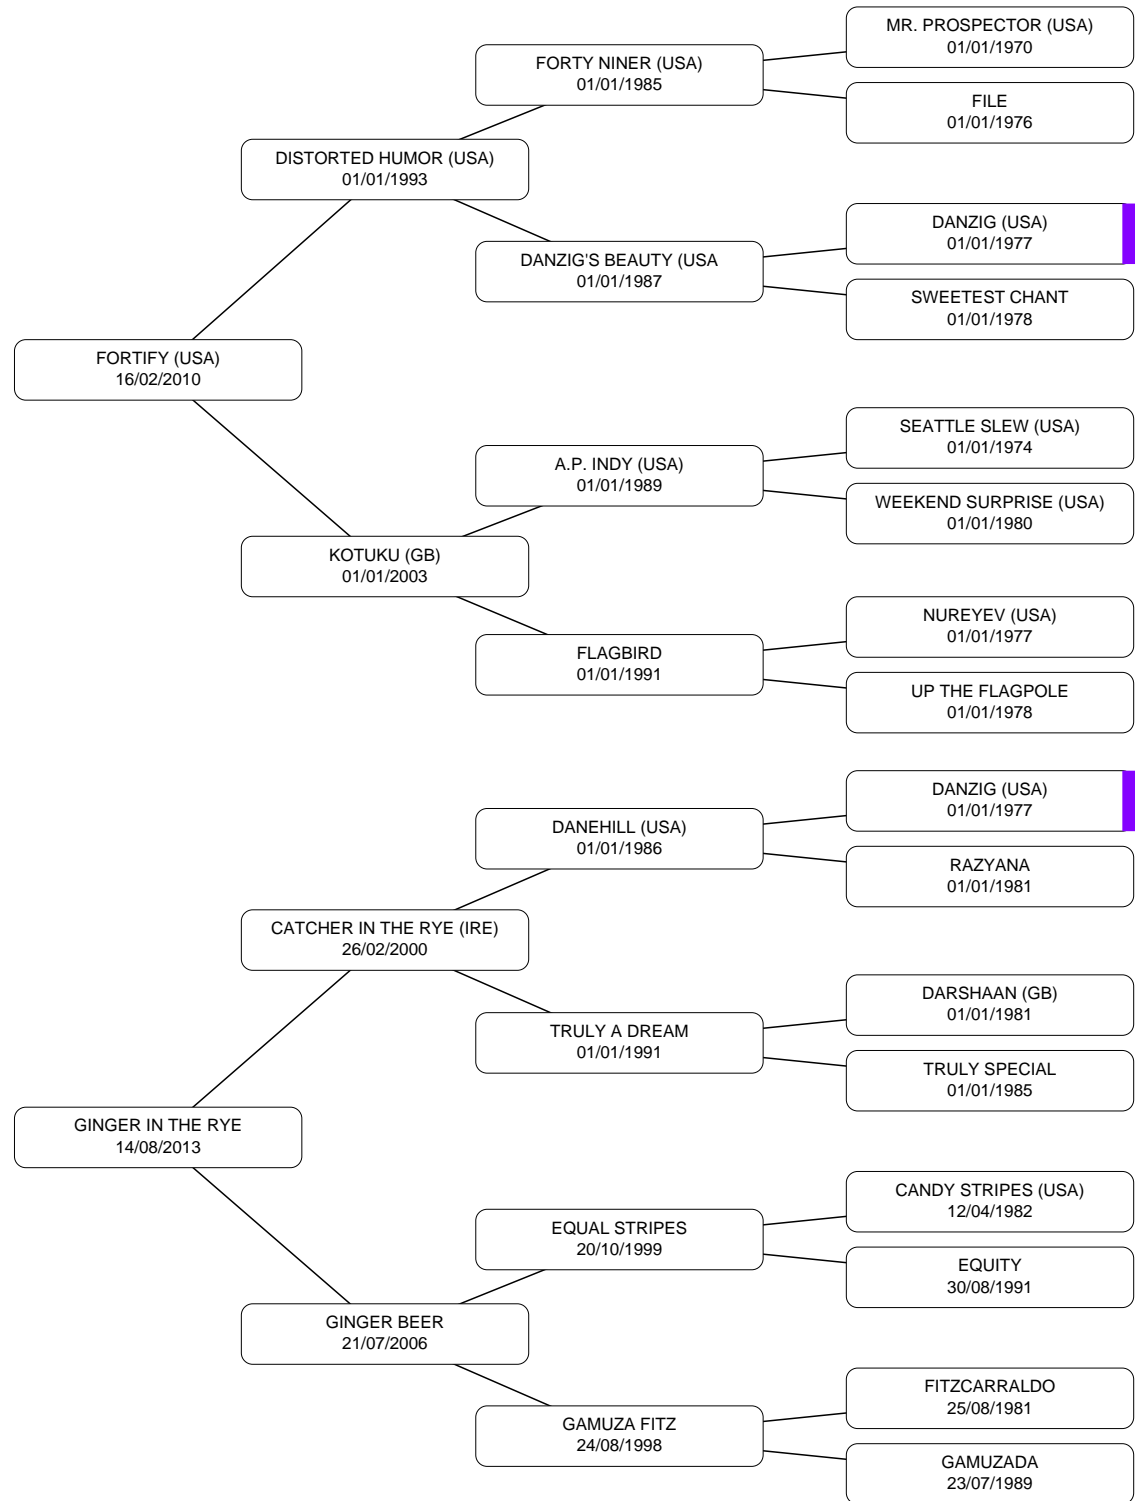 MR. PROSPECTOR (USA)
01/01/1970
FORTY NINER (USA)
01/01/1985
FILE
01/01/1976
DISTORTED HUMOR (USA)
01/01/1993
DANZIG (USA)
01/01/1977
DANZIG'S BEAUTY (USA
01/01/1987
SWEETEST CHANT
01/01/1978
FORTIFY (USA)
16/02/2010
SEATTLE SLEW (USA)
01/01/1974
A.P. INDY (USA)
01/01/1989
WEEKEND SURPRISE (USA)
01/01/1980
KOTUKU (GB)
01/01/2003
NUREYEV (USA)
01/01/1977
FLAGBIRD
01/01/1991
UP THE FLAGPOLE
01/01/1978
DANZIG (USA)
01/01/1977
DANEHILL (USA)
01/01/1986
RAZYANA
01/01/1981
CATCHER IN THE RYE (IRE)
26/02/2000
DARSHAAN (GB)
01/01/1981
TRULY A DREAM
01/01/1991
TRULY SPECIAL
01/01/1985
GINGER IN THE RYE
14/08/2013
CANDY STRIPES (USA)
12/04/1982
EQUAL STRIPES
20/10/1999
EQUITY
30/08/1991
GINGER BEER
21/07/2006
FITZCARRALDO
25/08/1981
GAMUZA FITZ
24/08/1998
GAMUZADA
23/07/1989